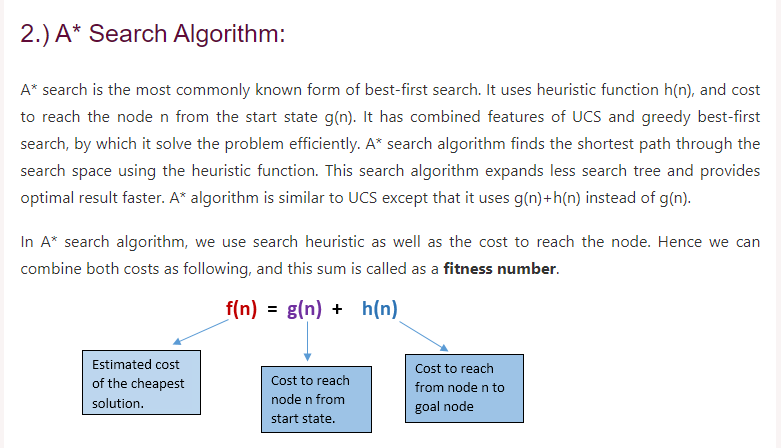 2.) A* Search Algorithm:
A* search is the most commonly known form of best-first search. It uses heuristic function h(n), and cost
to reach the node n from the start state g(n). It has combined features of UCS and greedy best-first
search, by which it solve the problem efficiently. A* search algorithm finds the shortest path through the
search space using the heuristic function. This search algorithm expands less search tree and provides
optimal result faster. A* algorithm is similar to UCS except that it uses g(n)+h(n) instead of g(n).
In A* search algorithm, we use search heuristic as well as the cost to reach the node. Hence we can
combine both costs as following, and this sum is called as a fitness number.
f(n) = g(n) + h(n)
Estimated cost
of the cheapest
solution.
Cost to reach
node n from
start state.
Cost to reach
from node n to
goal node